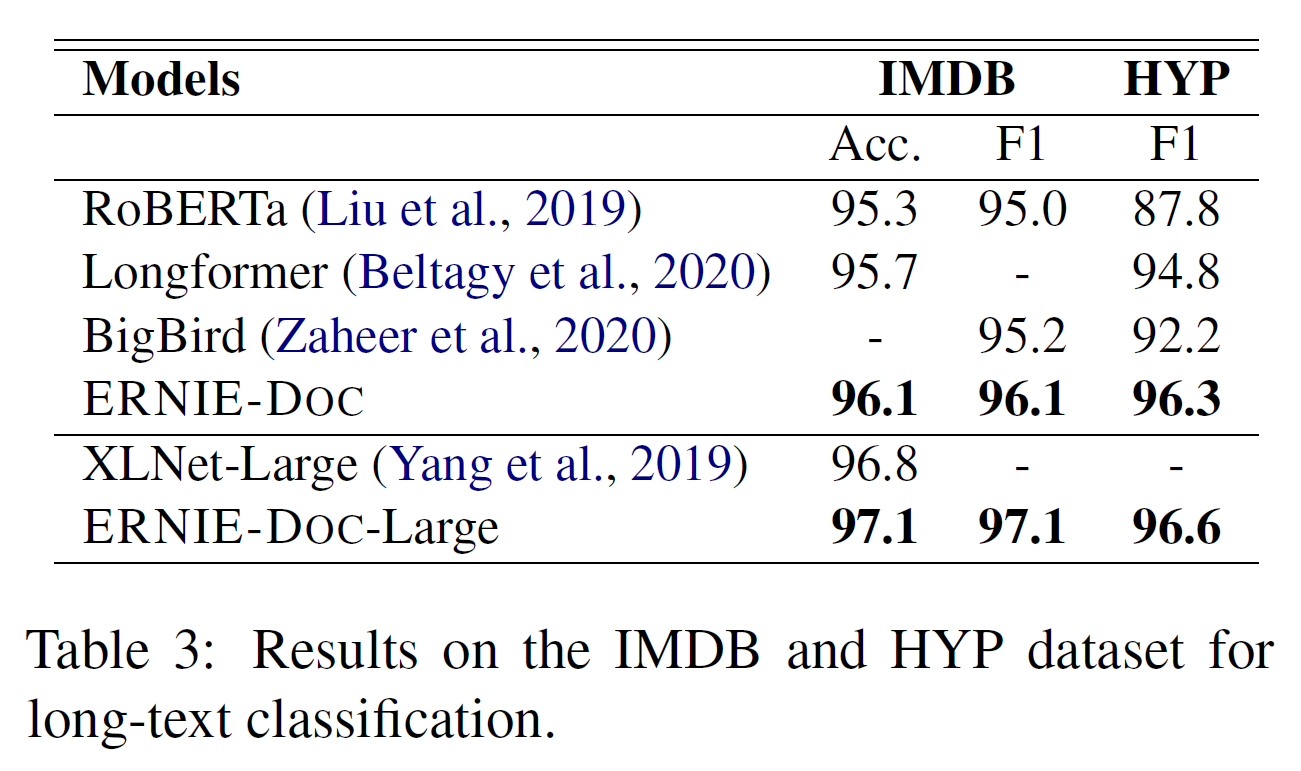 Models IMDB HYP
Acc. F1 F1
RoBERTa (Liu et al., 2019) 95.3 95.0 87.8
Longformer (Beltagy et al., 2020) 95.7 - 94.8
BigBird (Zaheer et al., 2020) - 95.2 92.2
ERNIE-DOC 96.1 96.1 96.3
XLNet-Large (Yang et al., 2019) 96.8 - -
ERNIE-DOC-Large 97.1 97.1 96.6
Table 3: Results on the IMDB and HYP dataset for
long-text classification.